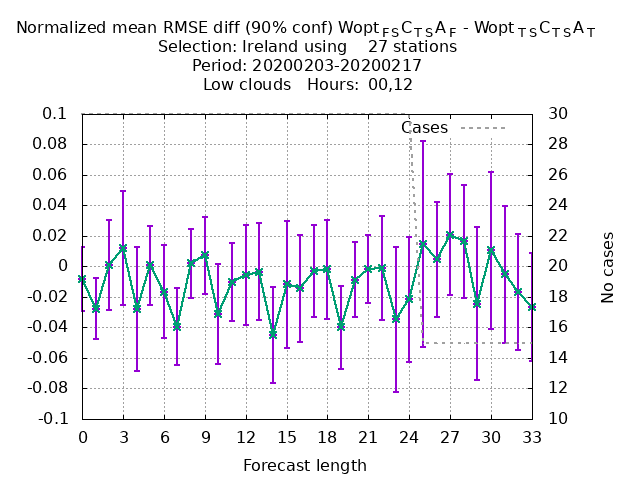 Normalized mean RMSE diff (90% conf) Wopt FS C TS A F - Wopt TS C TS A T
Selection: Ireland using 27 stations
Period: 20200203-20200217
Low clouds Hours: 00,12
Cases
0.1
0.08
0.06
0.04
0.02
0
-0.02
-0.04
-0.06
-0.08
-0.1
30
28
26
24
22
20
18
16
14
12
10
No cases
0 3 6 9 12 15 18 21 24 27 30 33
Forecast length